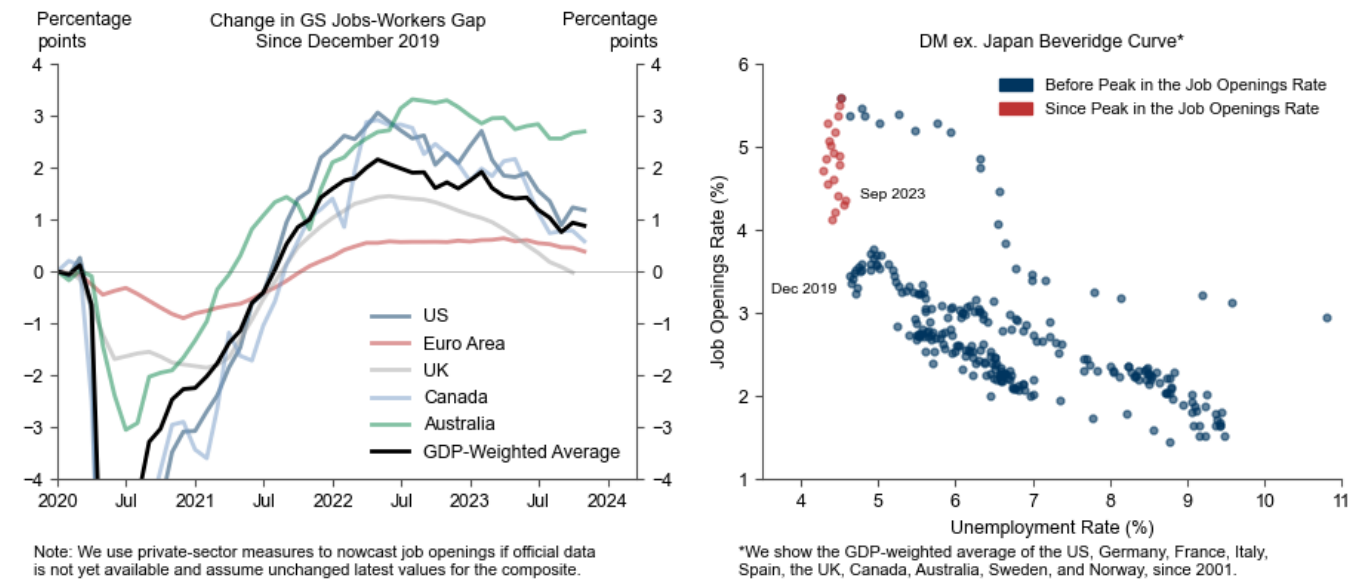 Percentage
points
Change in GS Jobs-Workers Gap
Since December 2019
Percentage
points
4
3
2
1
0
−1
−2
−3
−4
4
3
2
1
0
−1
−2
−3
−4
US
Euro Area
UK
Canada
Australia
GDP-Weighted Average
2020 Jul 2021 Jul 2022 Jul 2023 Jul 2024
Note: We use private-sector measures to nowcast job openings if official data
is not yet available and assume unchanged latest values for the composite.
DM ex. Japan Beveridge Curve*
Job Openings Rate (%)
6
5
4
3
2
1
Before Peak in the Job Openings Rate
Since Peak in the Job Openings Rate
Sep 2023
Dec 2019
4 5 6 7 8 9 10 11
Unemployment Rate (%)
*We show the GDP-weighted average of the US, Germany, France, Italy,
Spain, the UK, Canada, Australia, Sweden, and Norway, since 2001.